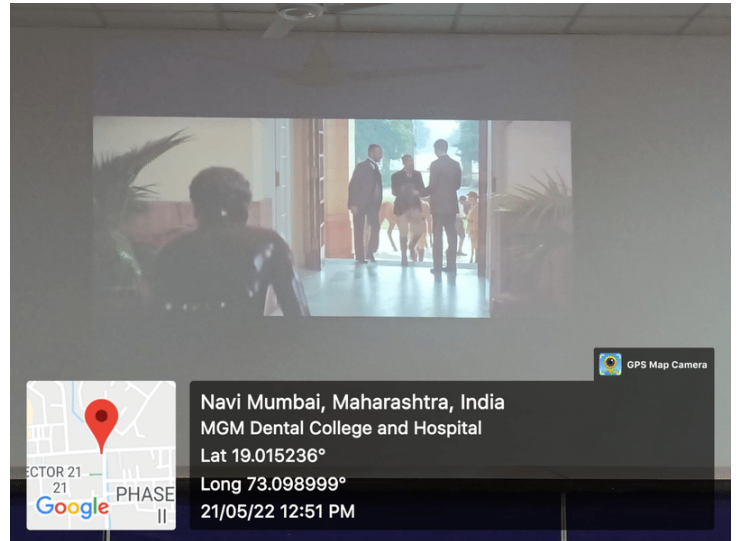 GPS Map Camera
Navi Mumbai, Maharashtra, India
MGM Dental College and Hospital
Lat 19.015236°
Long 73.098999°
21/05/22 12:51 PM
ECTOR 21
21
PHASE
II
Google